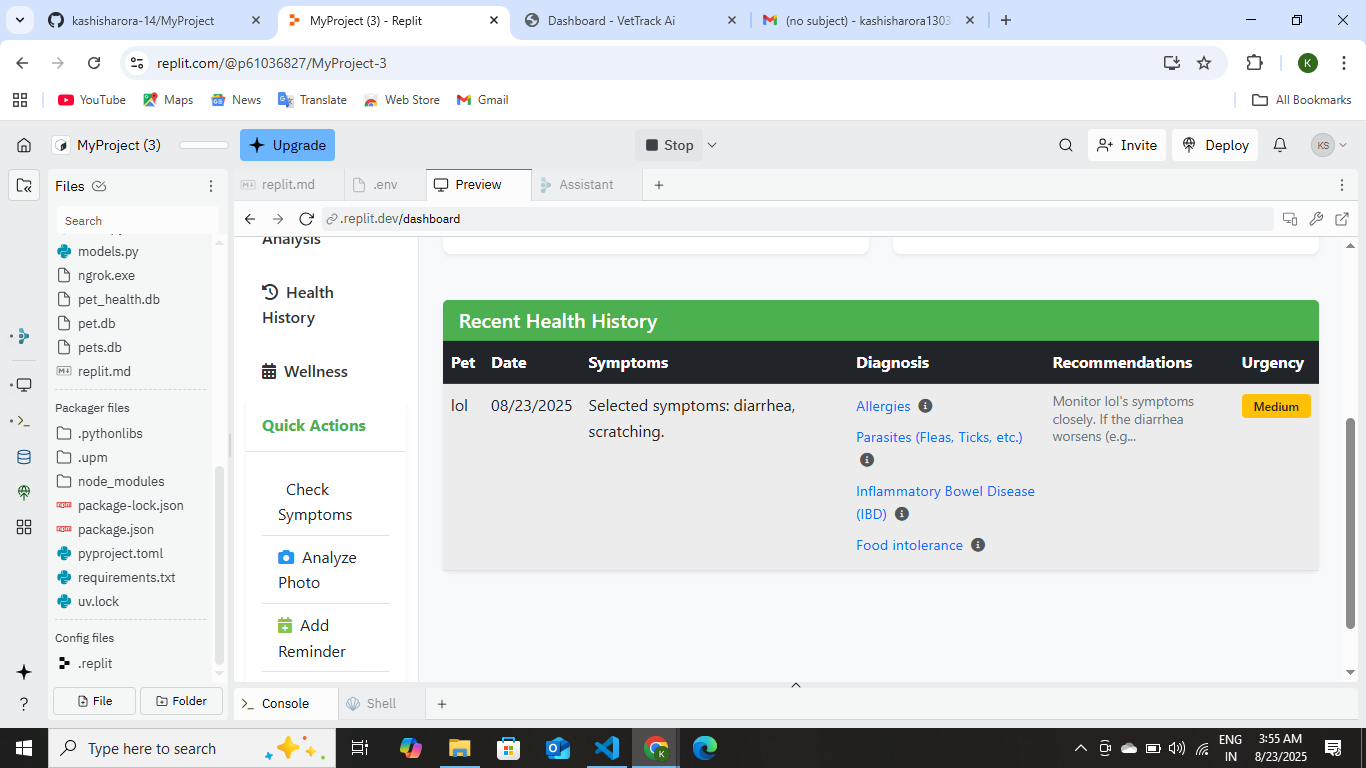 kashisharora-14/MyProject
MyProject (3) - Replit
Dashboard - VetTrack Ai
(no subject) - kashisharora1303
replit.com/@p61036827/MyProject-3
K
YouTube
Maps
News
Translate
Web Store
Gmail
All Bookmarks
MyProject (3)
Upgrade
Stop
Invite
Deploy
KS
Files
replit.md
.env
Preview
Assistant
Search
.replit.dev/dashboard
models.py
ngrok.exe
pet_health.db
pet.db
pets.db
replit.md
Packager files
.pythonlibs
.upm
node_modules
package-lock.json
package.json
pyproject.toml
requirements.txt
uv.lock
Config files
.replit
File
Folder
Analysis
Health
History
Wellness
Quick Actions
Check
Symptoms
Analyze
Photo
Add
Reminder
Recent Health History
Pet Date Symptoms Diagnosis Recommendations Urgency
lol 08/23/2025 Selected symptoms: diarrhea,
scratching.
Allergies
Parasites (Fleas, Ticks, etc.)
Inflammatory Bowel Disease
(IBD)
Food intolerance
Monitor lol's symptoms
closely. If the diarrhea
worsens (e.g...
Medium
Console
Shell
Type here to search
ENG
IN
3:55 AM
8/23/2025